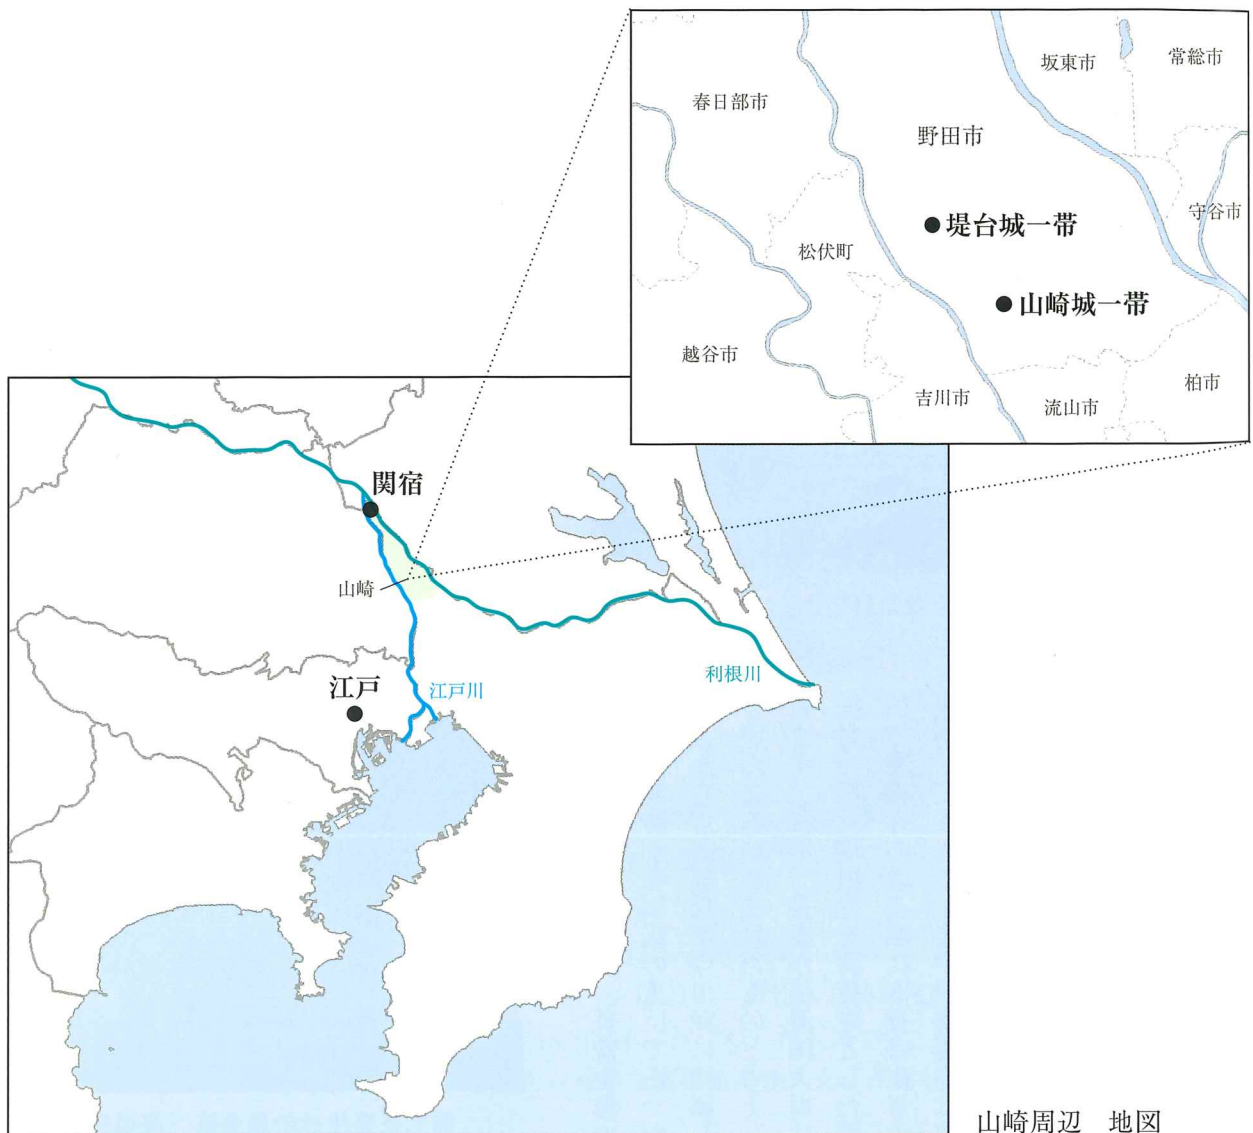 坂東市
常総市
春日部市
野田市
守谷市
堤台城一帯
松伏町
山崎城一帯
越谷市
柏市
吉川市
流山市
関宿
山崎
利根川
江戸
江戸川
山崎周辺　地図